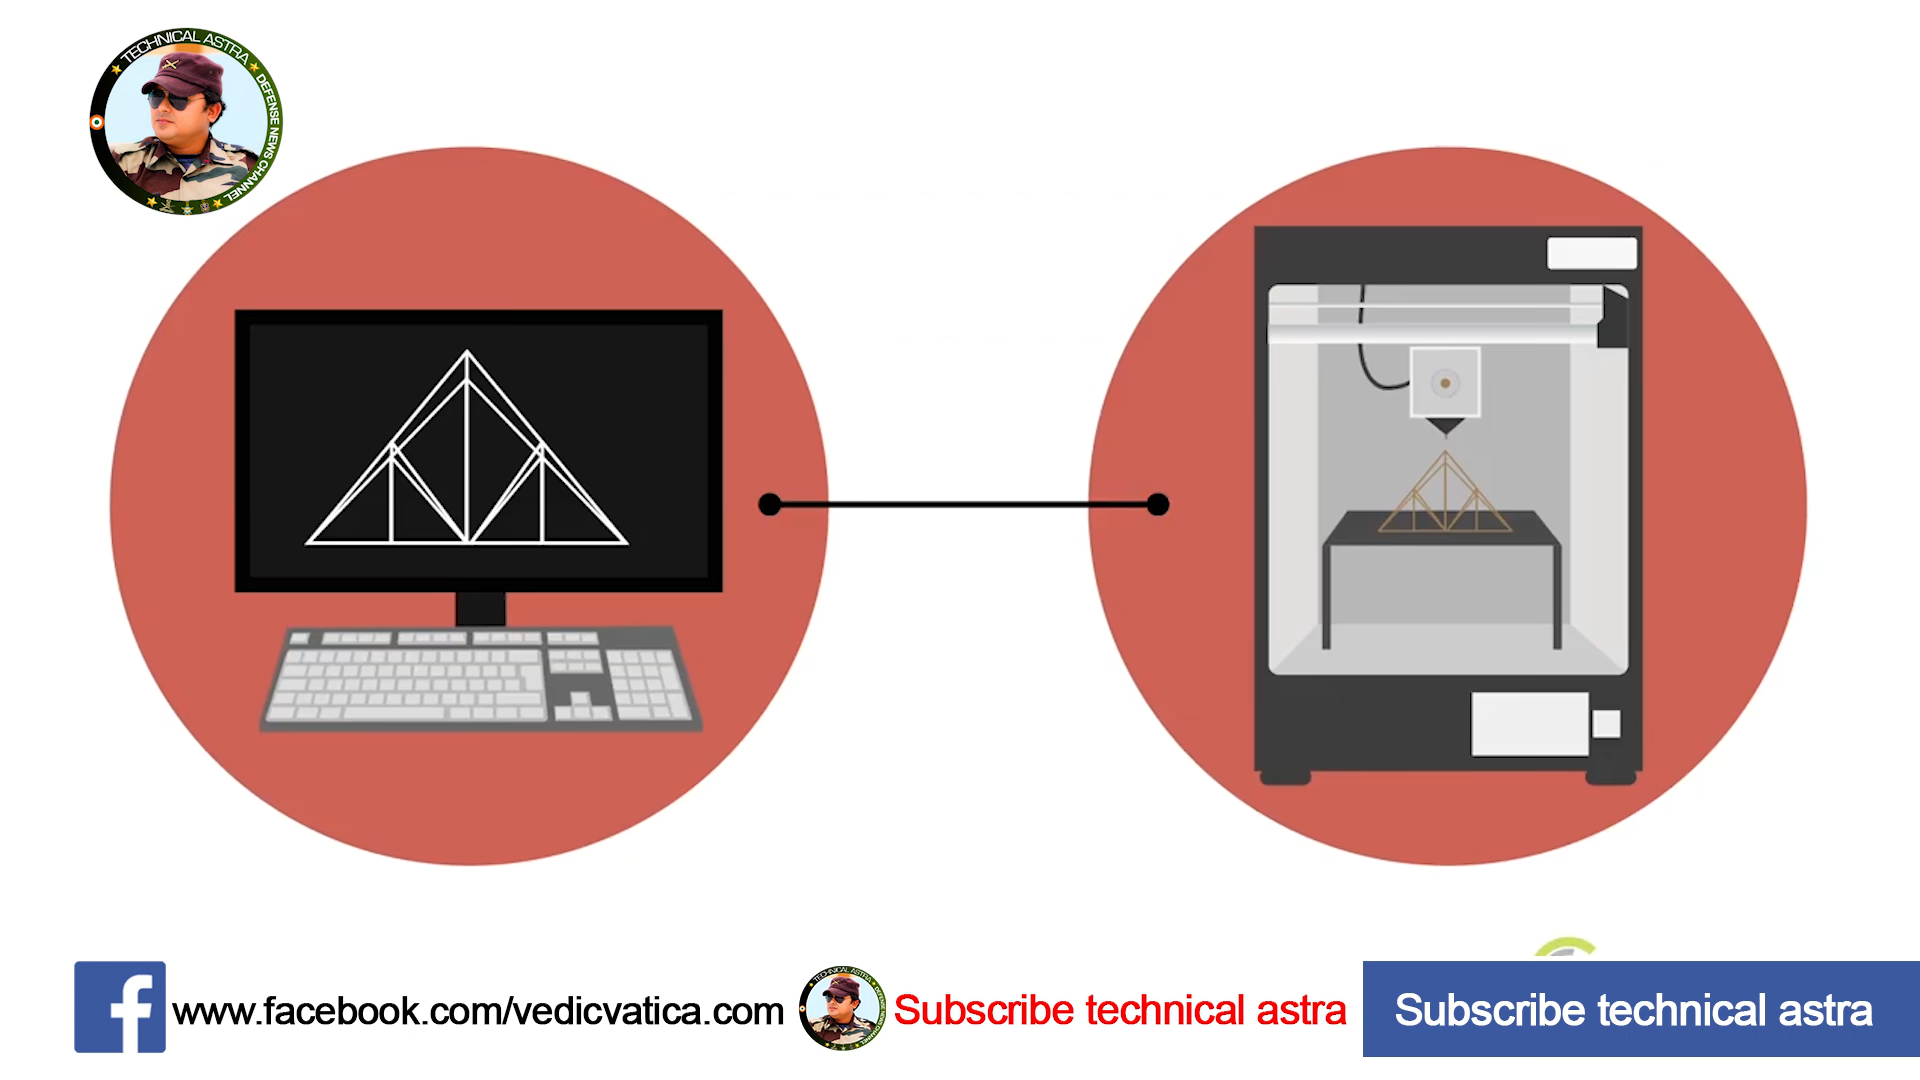 TECHNICAL ASTRA
DEFENSE NEWS CHANNEL
www.facebook.com/vedicvatica.com
Subscribe technical astra
Subscribe technical astra